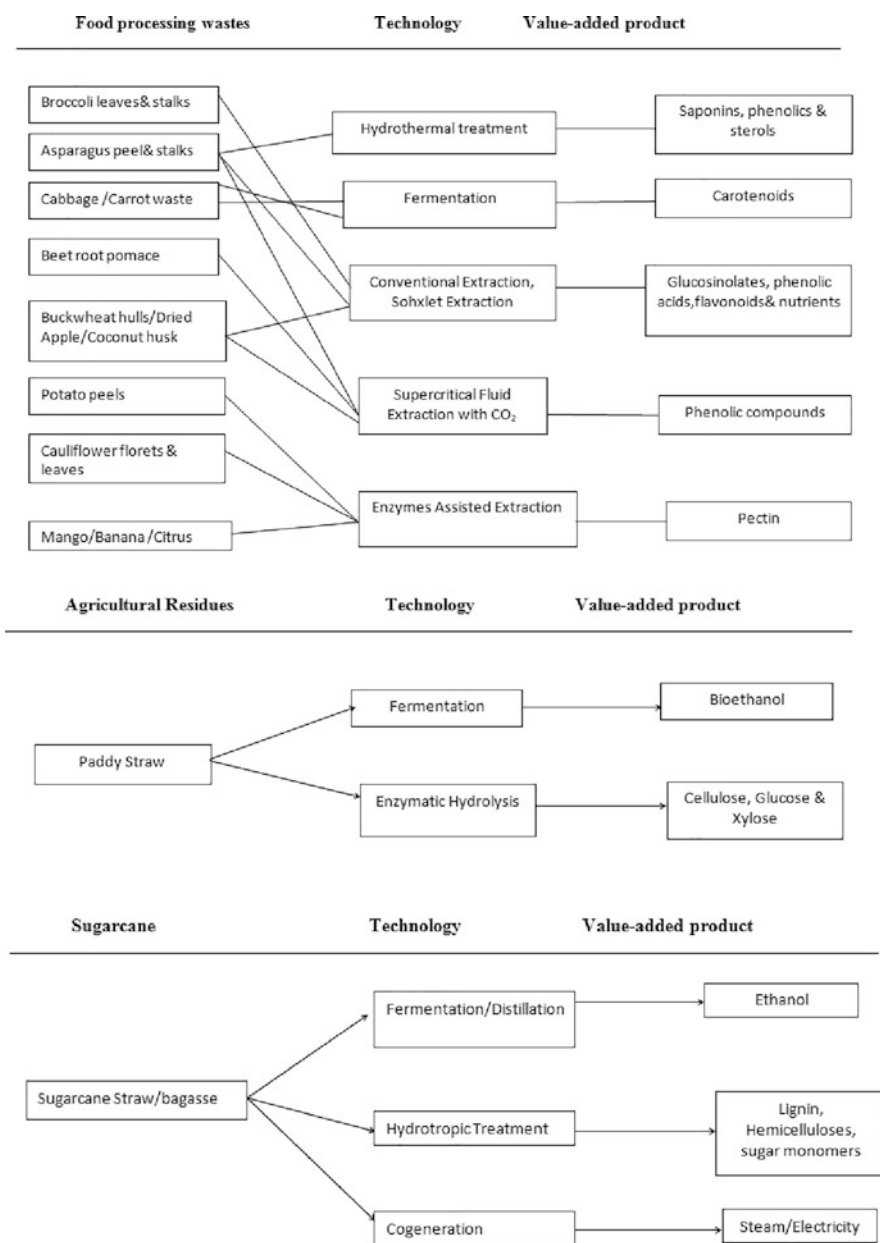 Food processing wastes Technology Value-added product
Broccoli leaves& stalks
Hydrothermal treatment
Saponins, phenolics &
sterols
Asparagus peel& stalks
Cabbage /Carrot waste
Fermentation
Carotenoids
Beet root pomace
Conventional Extraction,
Sohxlet Extraction
Glucosinolates, phenolic
acids,flavonoids& nutrients
Buckwheat hulls/Dried
Apple/Coconut husk
Potato peels
Supercritical Fluid
Extraction with CO₂
Phenolic compounds
Cauliflower florets &
leaves
Enzymes Assisted Extraction
Pectin
Mango/Banana /Citrus
Agricultural Residues Technology Value-added product
Fermentation
Bioethanol
Paddy Straw
Enzymatic Hydrolysis
Cellulose, Glucose &
Xylose
Sugarcane Technology Value-added product
Fermentation/Distillation
Ethanol
Sugarcane Straw/bagasse
Hydrotropic Treatment
Lignin,
Hemicelluloses,
sugar monomers
Cogeneration
Steam/Electricity